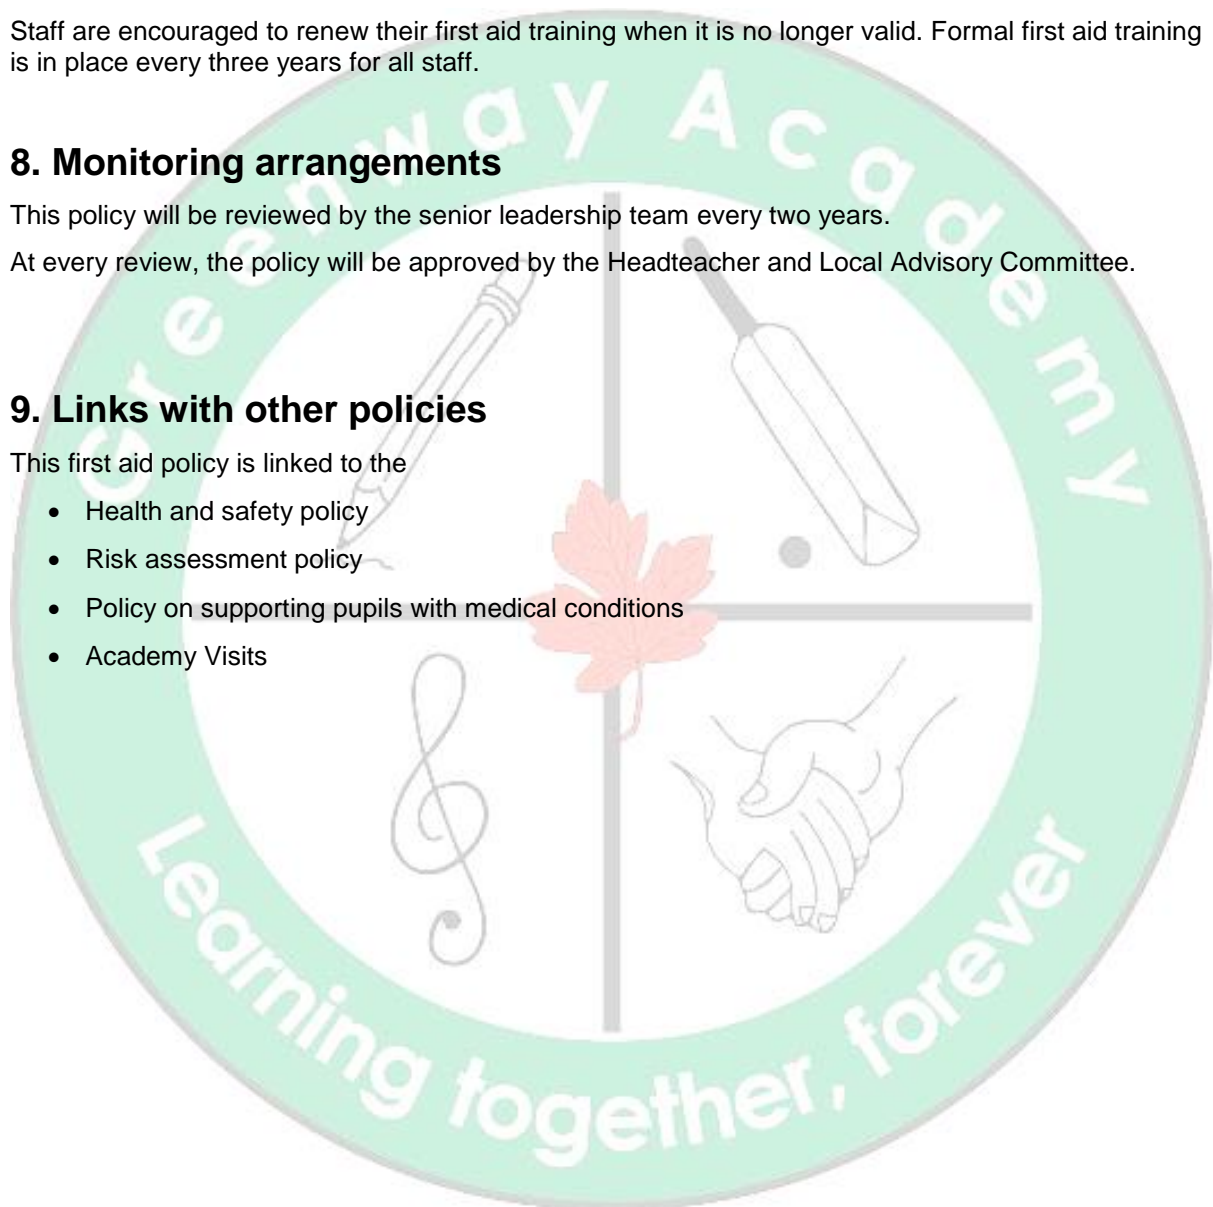 Staff are encouraged to renew their first aid training when it is no longer valid. Formal first aid training
is in place every three years for all staff.
8. Monitoring arrangements
This policy will be reviewed by the senior leadership team every two years.
At every review, the policy will be approved by the Headteacher and Local Advisory Committee.
9. Links with other policies
This first aid policy is linked to the
• Health and safety policy
• Risk assessment policy
• Policy on supporting pupils with medical conditions
• Academy Visits
Greenway Academy
Learning together, forever